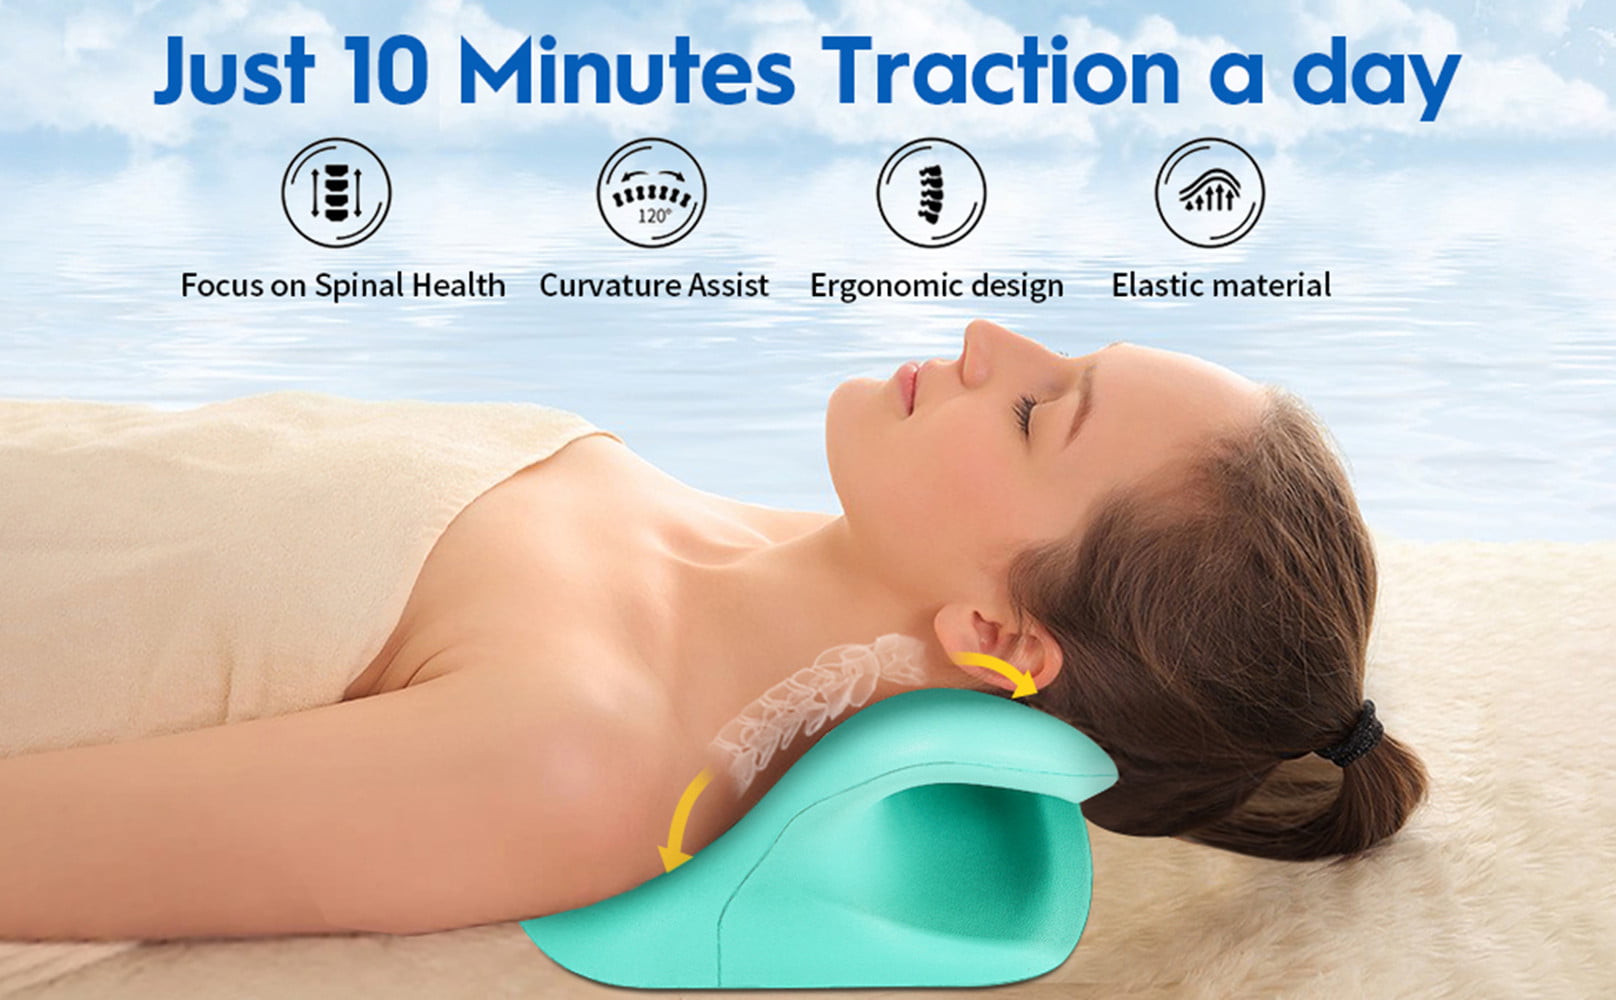 Just 10 Minutes Traction a day
120°
Focus on Spinal Health
Curvature Assist
Ergonomic design
Elastic material